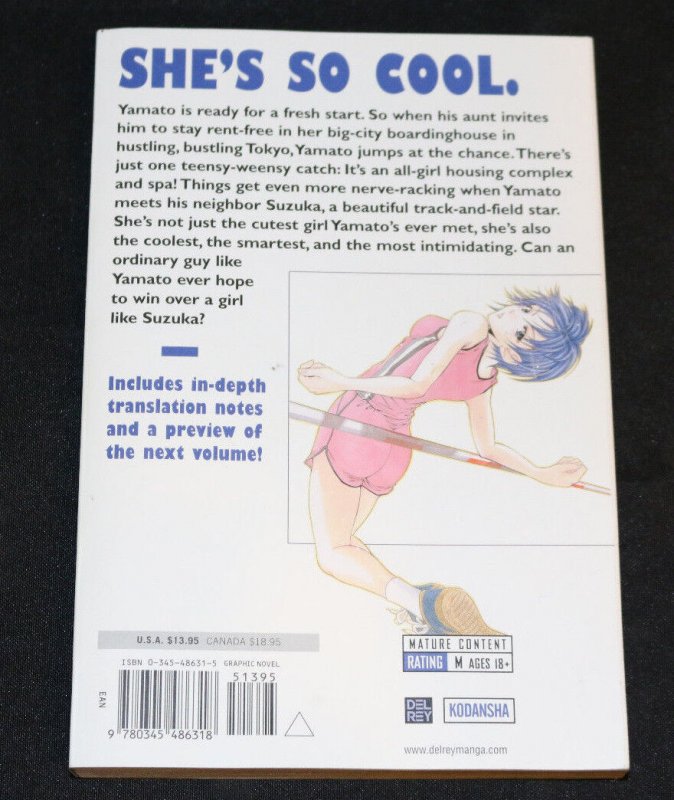 SHE'S SO COOL.
Yamato is ready for a fresh start. So when his aunt invites
him to stay rent-free in her big-city boardinghouse in
hustling, bustling Tokyo, Yamato jumps at the chance. There's
just one teensy-weensy catch: It's an all-girl housing complex
and spa! Things get even more nerve-racking when Yamato
meets his neighbor Suzuka, a beautiful track-and-field star.
She's not just the cutest girl Yamato's ever met, she's also
the coolest, the smartest, and the most intimidating. Can an
ordinary guy like
Yamato ever hope
to win over a girl
like Suzuka?
Includes in-depth
translation notes
and a preview of
the next volume!
U.S.A. $13.95 CANADA $18.95
ISBN 0-345-48631-5 GRAPHIC NOVEL
51395
EAN
9 780345 486318
MATURE CONTENT
RATING M AGES 18+
DEL
REY
KODANSHA
www.delreymanga.com